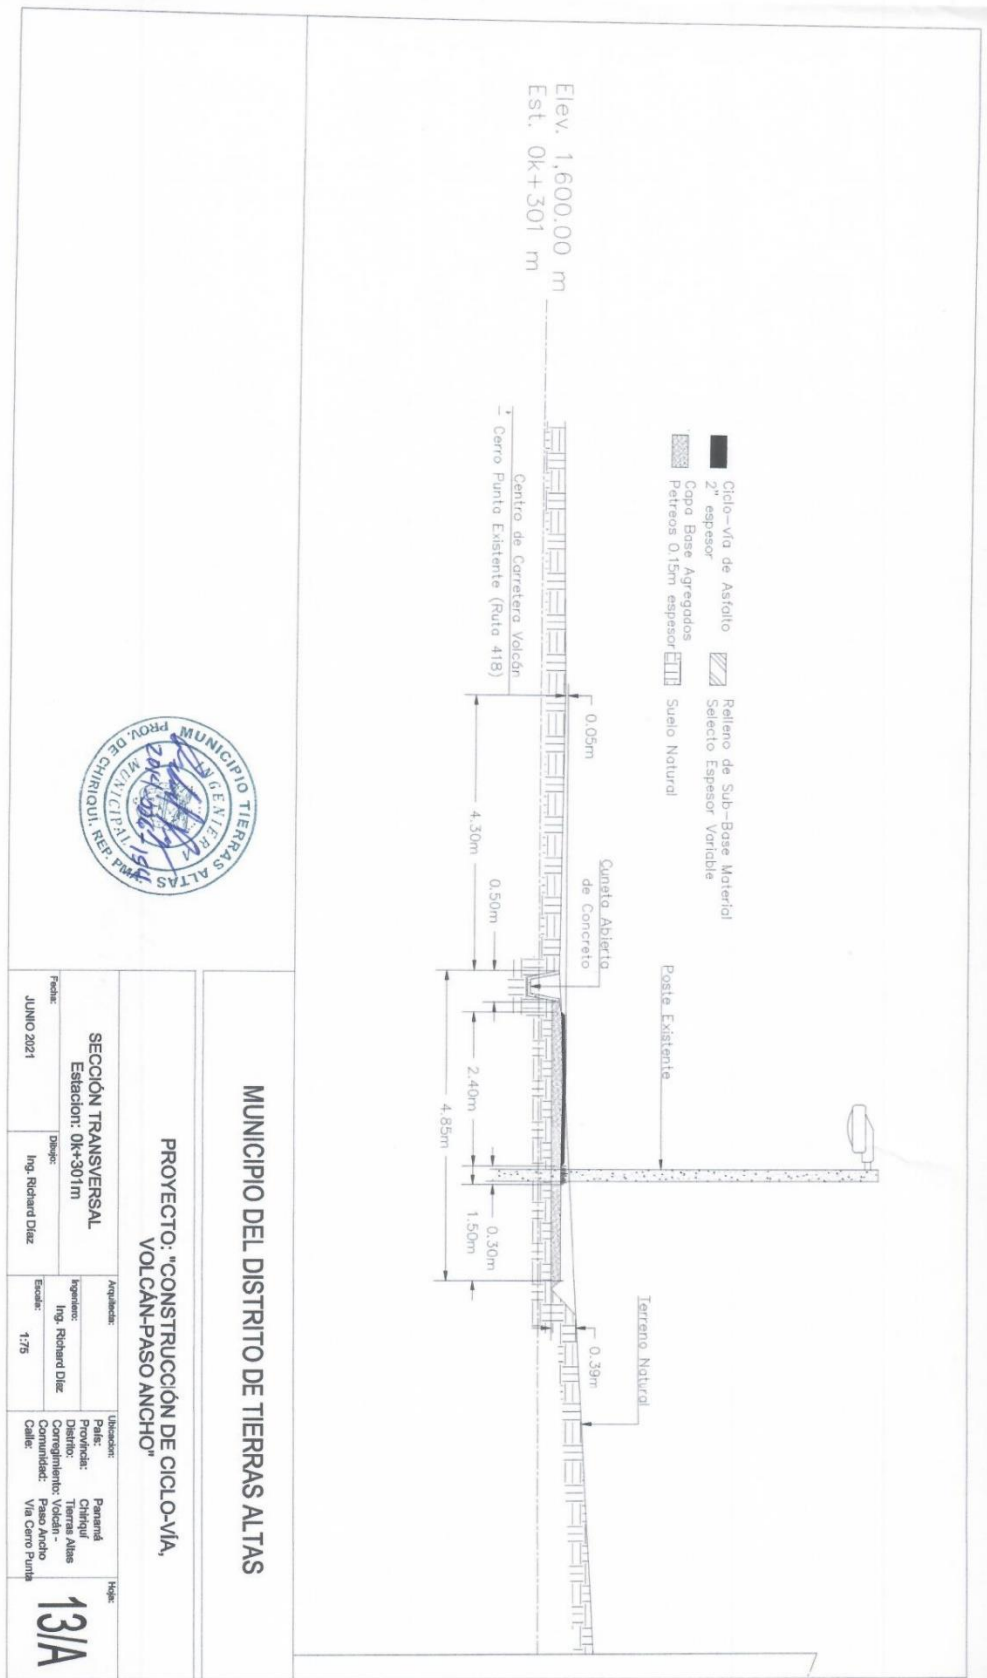 Elev. 1,600.00 m
Est. 0k+301 m
Ciclo-vía de Asfalto
2" espesor
Capa Base Agregados
Petreos 0.15m espesor
Relleno de Sub-Base Material
Selecto Espesor Variable
Suelo Natural
Centro de Carretera Volcán
- Cerro Punta Existente (Ruta 418)
0.05m
4.30m
Cuneta Abierta
de Concreto
0.50m
Poste Existente
2.40m
4.85m
0.30m
1.50m
Terreno Natural
0.39m
MUNICIPIO TIERRAS ALTAS
INGENIERIA
MUNICIPAL
PROV. DE CHIRIQUI. REP. PMA.
MUNICIPIO DEL DISTRITO DE TIERRAS ALTAS
PROYECTO: "CONSTRUCCIÓN DE CICLO-VÍA,
VOLCÁN-PASO ANCHO"
SECCIÓN TRANSVERSAL
Estacion: 0k+301m
Fecha:
JUNIO 2021
Dibujo:
Ing. Richard Díaz
Arquitecto:
Ingeniero:
Ing. Richard Díaz
Escala:
1:75
Ubicación:
País: Panamá
Provincia: Chiriquí
Distrito: Tierras Altas
Corregimiento: Volcán -
Comunidad: Paso Ancho
Calle: Vía Cerro Punta
Hoja:
13/A